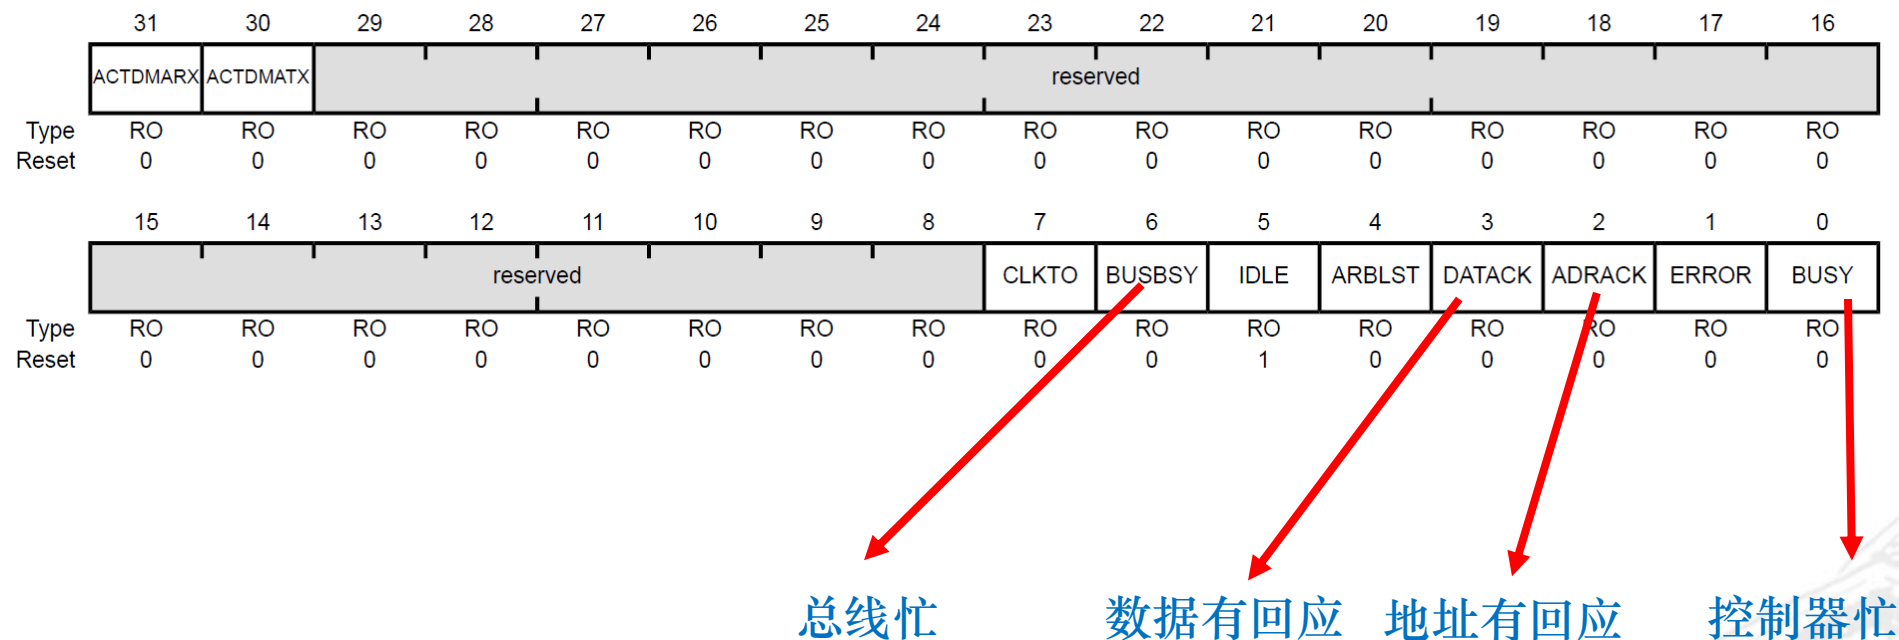 31 30 29 28 27 26 25 24 23 22 21 20 19 18 17 16
ACTDMARX ACTDMATX reserved
Type RO RO RO RO RO RO RO RO RO RO RO RO RO RO RO RO
Reset 0 0 0 0 0 0 0 0 0 0 0 0 0 0 0 0
15 14 13 12 11 10 9 8 7 6 5 4 3 2 1 0
reserved CLKTO BUSBSY IDLE ARBLST DATACK ADRACK ERROR BUSY
Type RO RO RO RO RO RO RO RO RO RO RO RO RO RO RO RO
Reset 0 0 0 0 0 0 0 0 0 0 1 0 0 0 0 0
总线忙 数据有回应 地址有回应 控制器忙